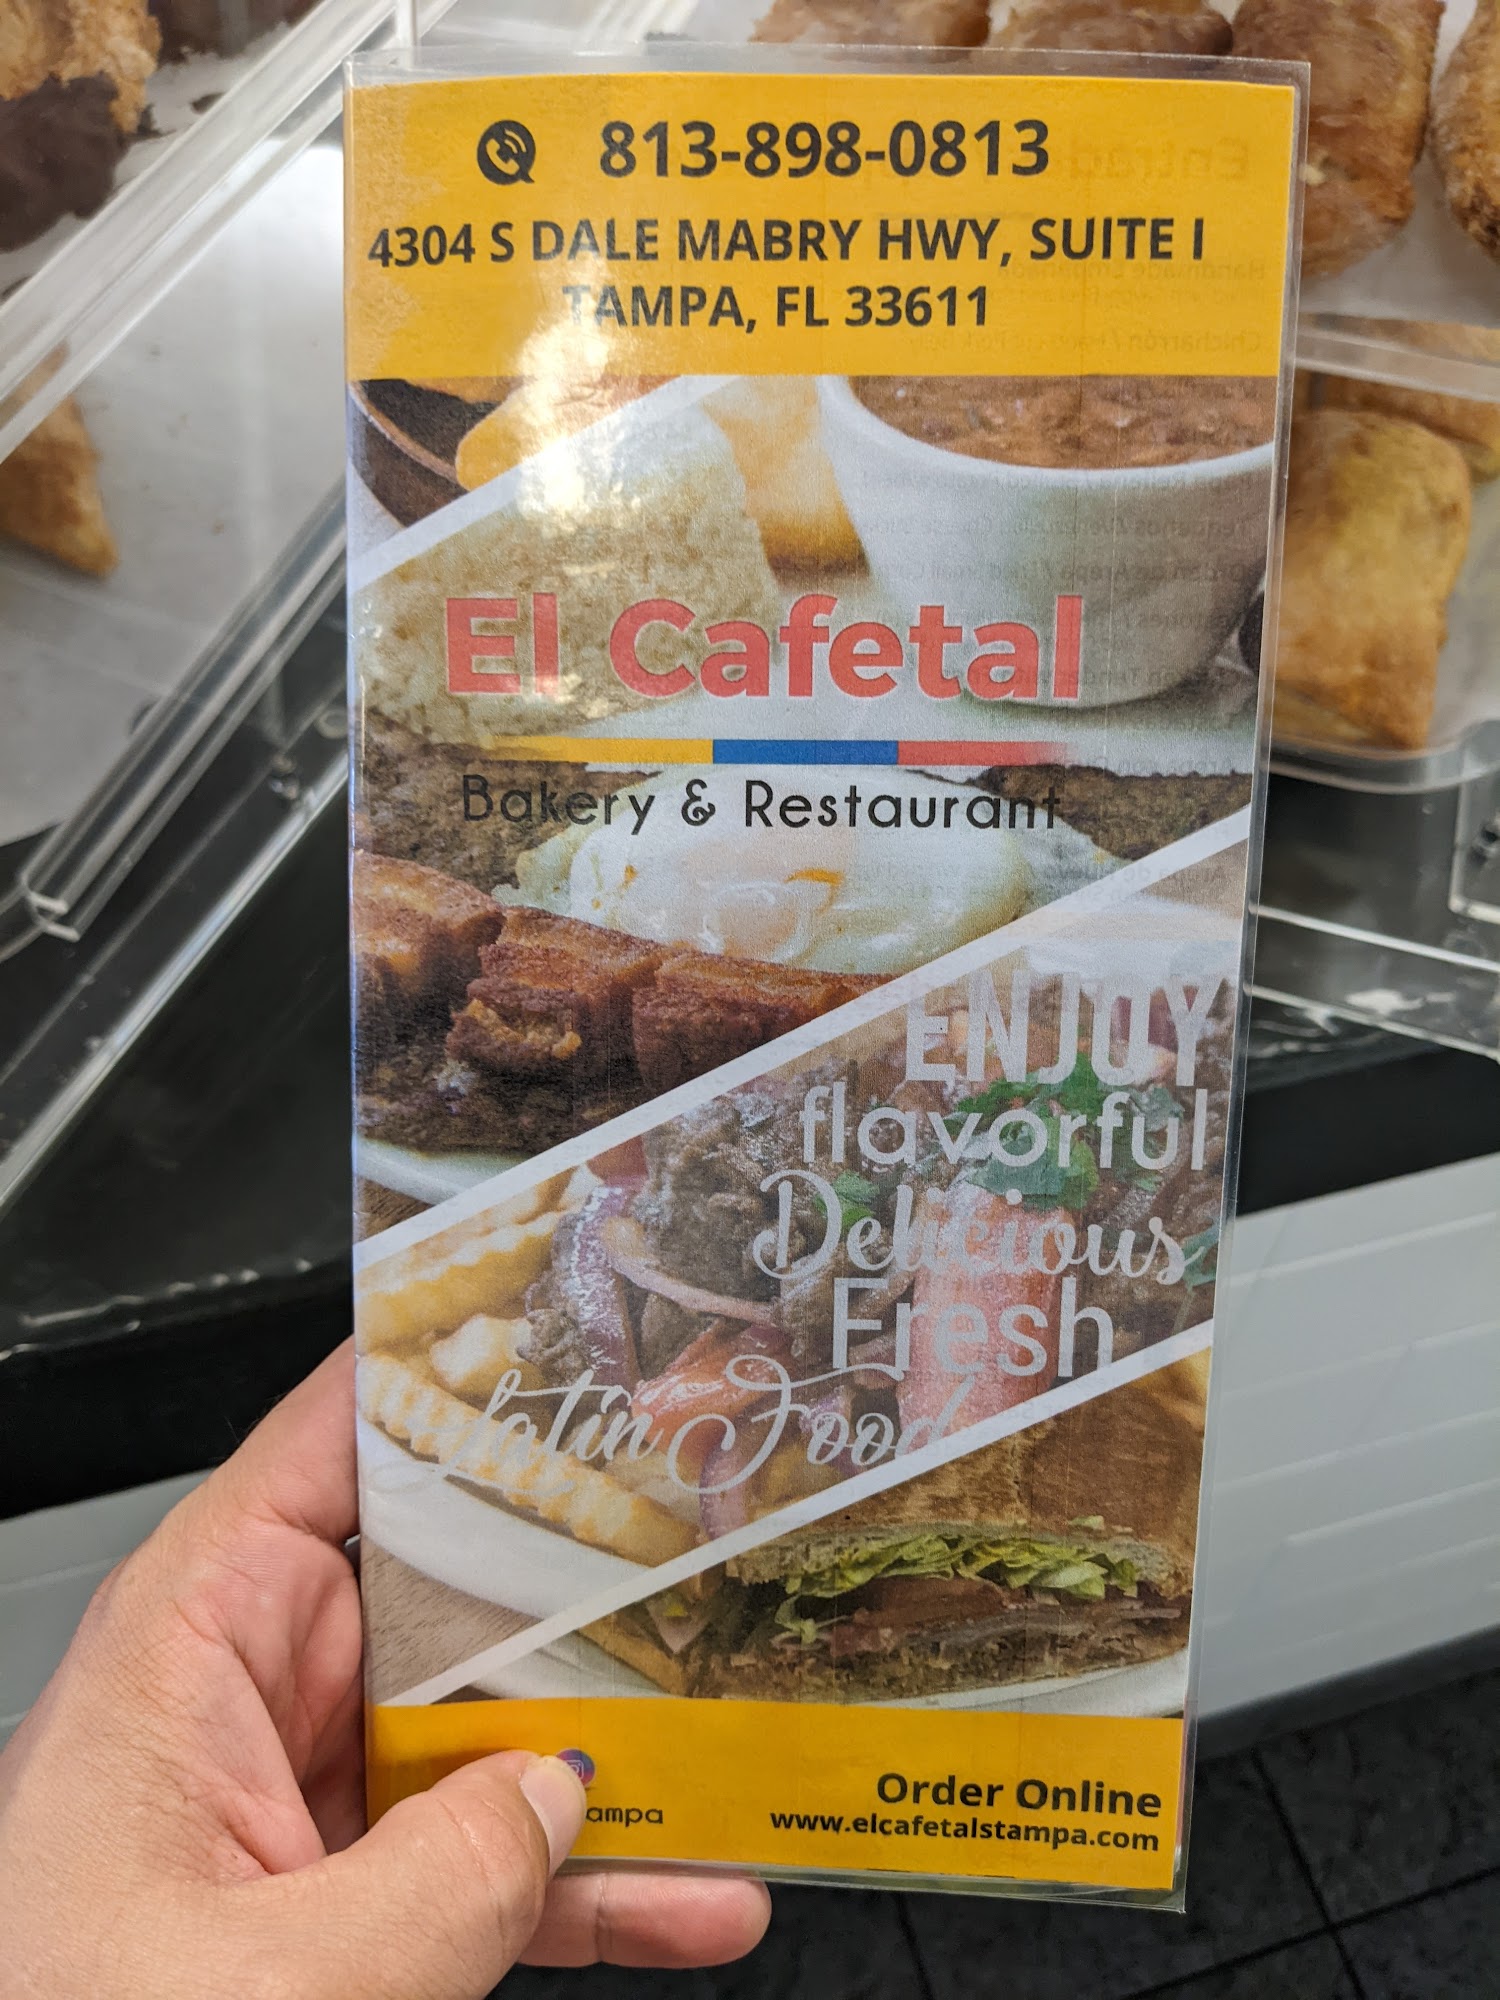 813-898-0813
4304 S DALE MABRY HWY, SUITE I
TAMPA, FL 33611
El Cafetal
Bakery & Restaurant
ENJOY
flavorful
Delicious
Fresh
Latin Food
Order Online
www.elcafetalstampa.com